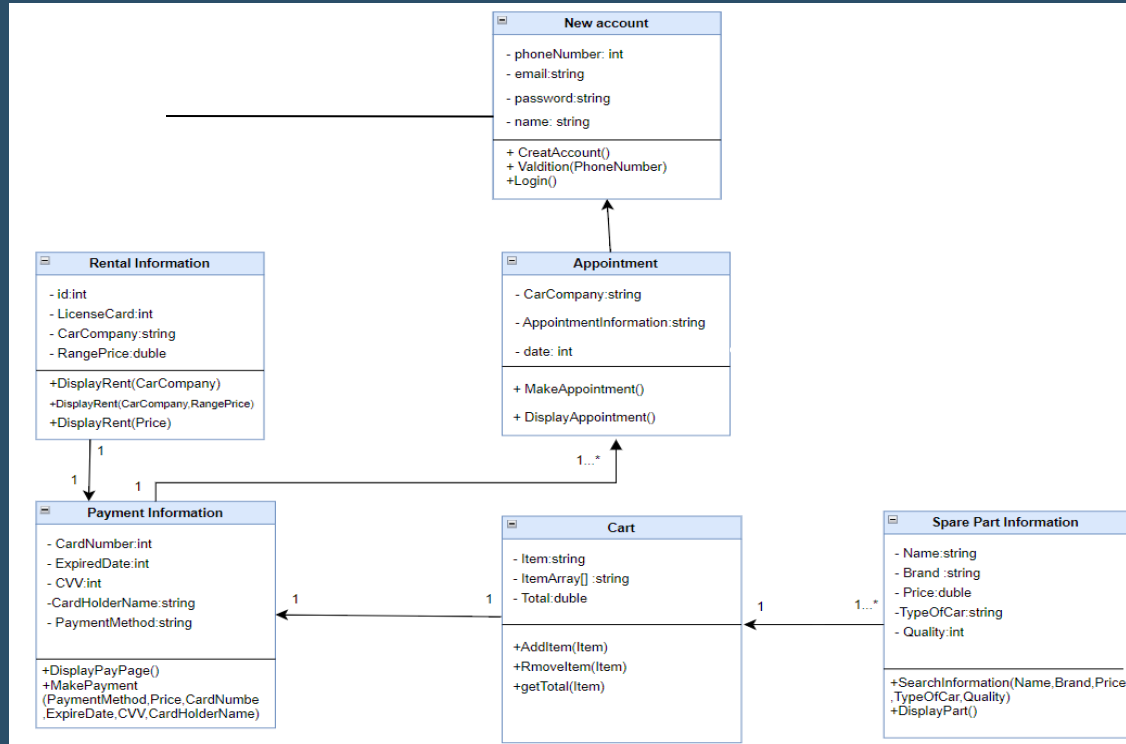 New account
- phoneNumber: int
- email:string
- password:string
- name: string
+ CreatAccount()
+ Valdition(PhoneNumber)
+Login()
Rental Information
- id:int
- LicenseCard:int
- CarCompany:string
- RangePrice:duble
+DisplayRent(CarCompany)
+DisplayRent(CarCompany,RangePrice)
+DisplayRent(Price)
Appointment
- CarCompany:string
- AppointmentInformation:string
- date: int
+ MakeAppointment()
+ DisplayAppointment()
1
1
1
1...*
Payment Information
- CardNumber:int
- ExpiredDate:int
- CVV:int
-CardHolderName:string
- PaymentMethod:string
+DisplayPayPage()
+MakePayment
(PaymentMethod,Price,CardNumbe
,ExpireDate,CVV,CardHolderName)
1
1
Cart
- Item:string
- ItemArray[] :string
- Total:duble
+AddItem(Item)
+RmoveItem(Item)
+getTotal(Item)
1
1...*
Spare Part Information
- Name:string
- Brand :string
- Price:duble
-TypeOfCar:string
- Quality:int
+SearchInformation(Name,Brand,Price
,TypeOfCar,Quality)
+DisplayPart()